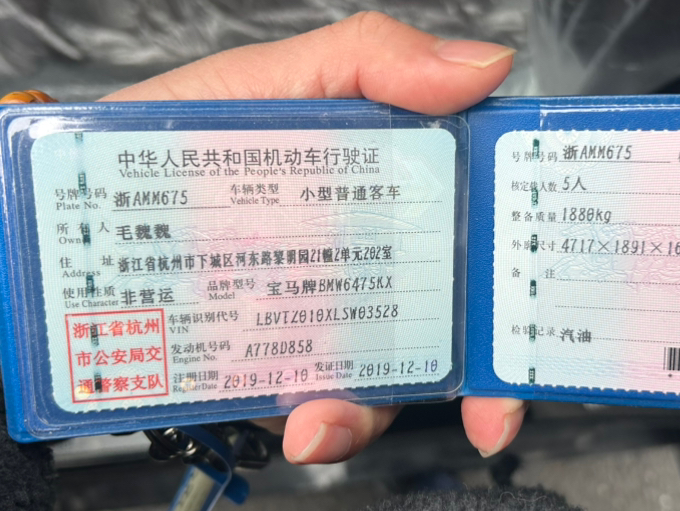 中华人民共和国机动车行驶证
Vehicle License of the People's Republic of China
号牌号码 浙AMM675 车辆类型 小型普通客车
Plate No. Vehicle Type
所有人 毛魏魏
Owner
住址 浙江省杭州市下城区河东路黎明园21幢2单元202室
Address
使用性质 非营运 品牌型号 宝马牌BMW6475KX
Use Character Model
浙江省杭州
市公安局交
通警察支队
车辆识别代号 LBVTZ010XLSW03528
VIN
发动机号码 A778D858
Engine No.
注册日期 2019-12-10 发证日期 2019-12-10
Register Date Issue Date
号牌号码 浙AMM675
核定载人数 5人
整备质量 1880kg
外廓尺寸 4717×1891×16
备注
检验记录 汽油